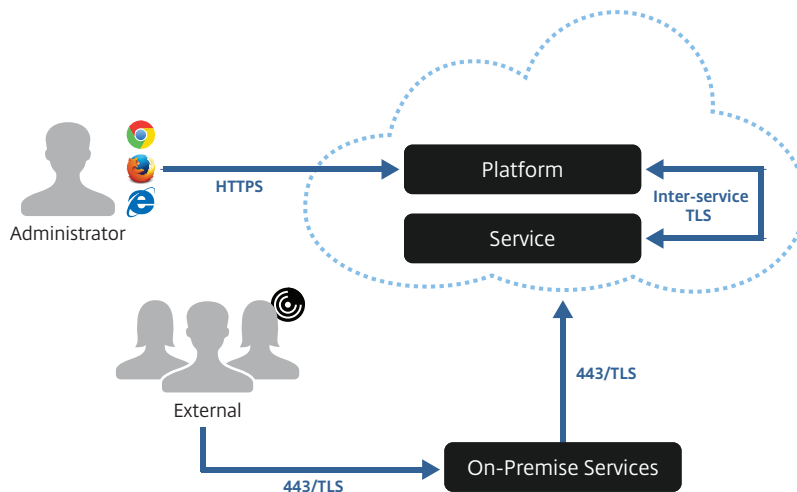 Platform
HTTPS
Inter-service
TLS
Administrator
Service
443/TLS
External
On-Premise Services
443/TLS